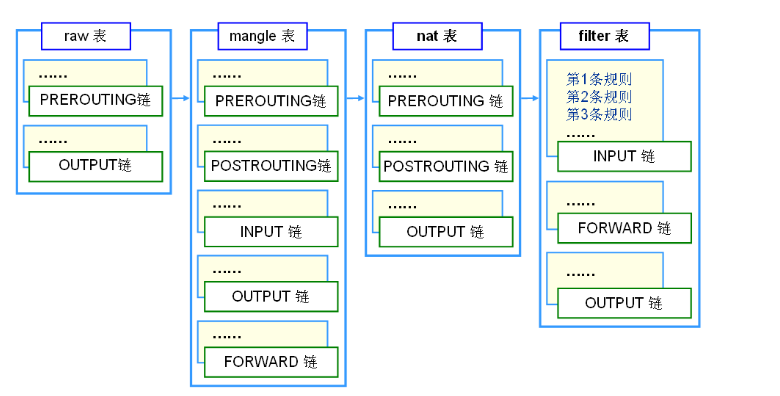 raw 表
……
PREROUTING链
……
OUTPUT链
mangle 表
……
PREROUTING链
……
POSTROUTING链
……
INPUT 链
……
OUTPUT 链
……
FORWARD 链
nat 表
……
PREROUTING 链
……
POSTROUTING 链
……
OUTPUT 链
filter 表
第1条规则
第2条规则
第3条规则
……
INPUT 链
……
FORWARD 链
……
OUTPUT 链